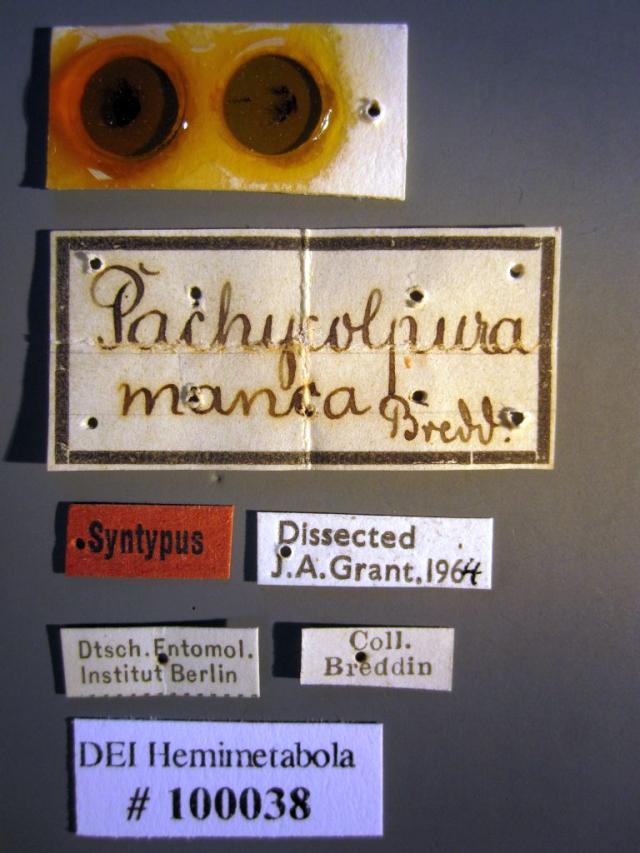 Pachycolpura
manca Bredd.
Syntypus
Dissected
J.A.Grant,1964
Dtsch.Entomol.
Institut Berlin
Coll.
Breddin
DEI Hemimetabola
# 100038